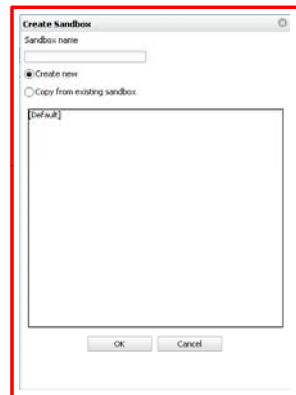 Create Sandbox
Sandbox name
Create new
Copy from existing sandbox
[Default]
OK Cancel